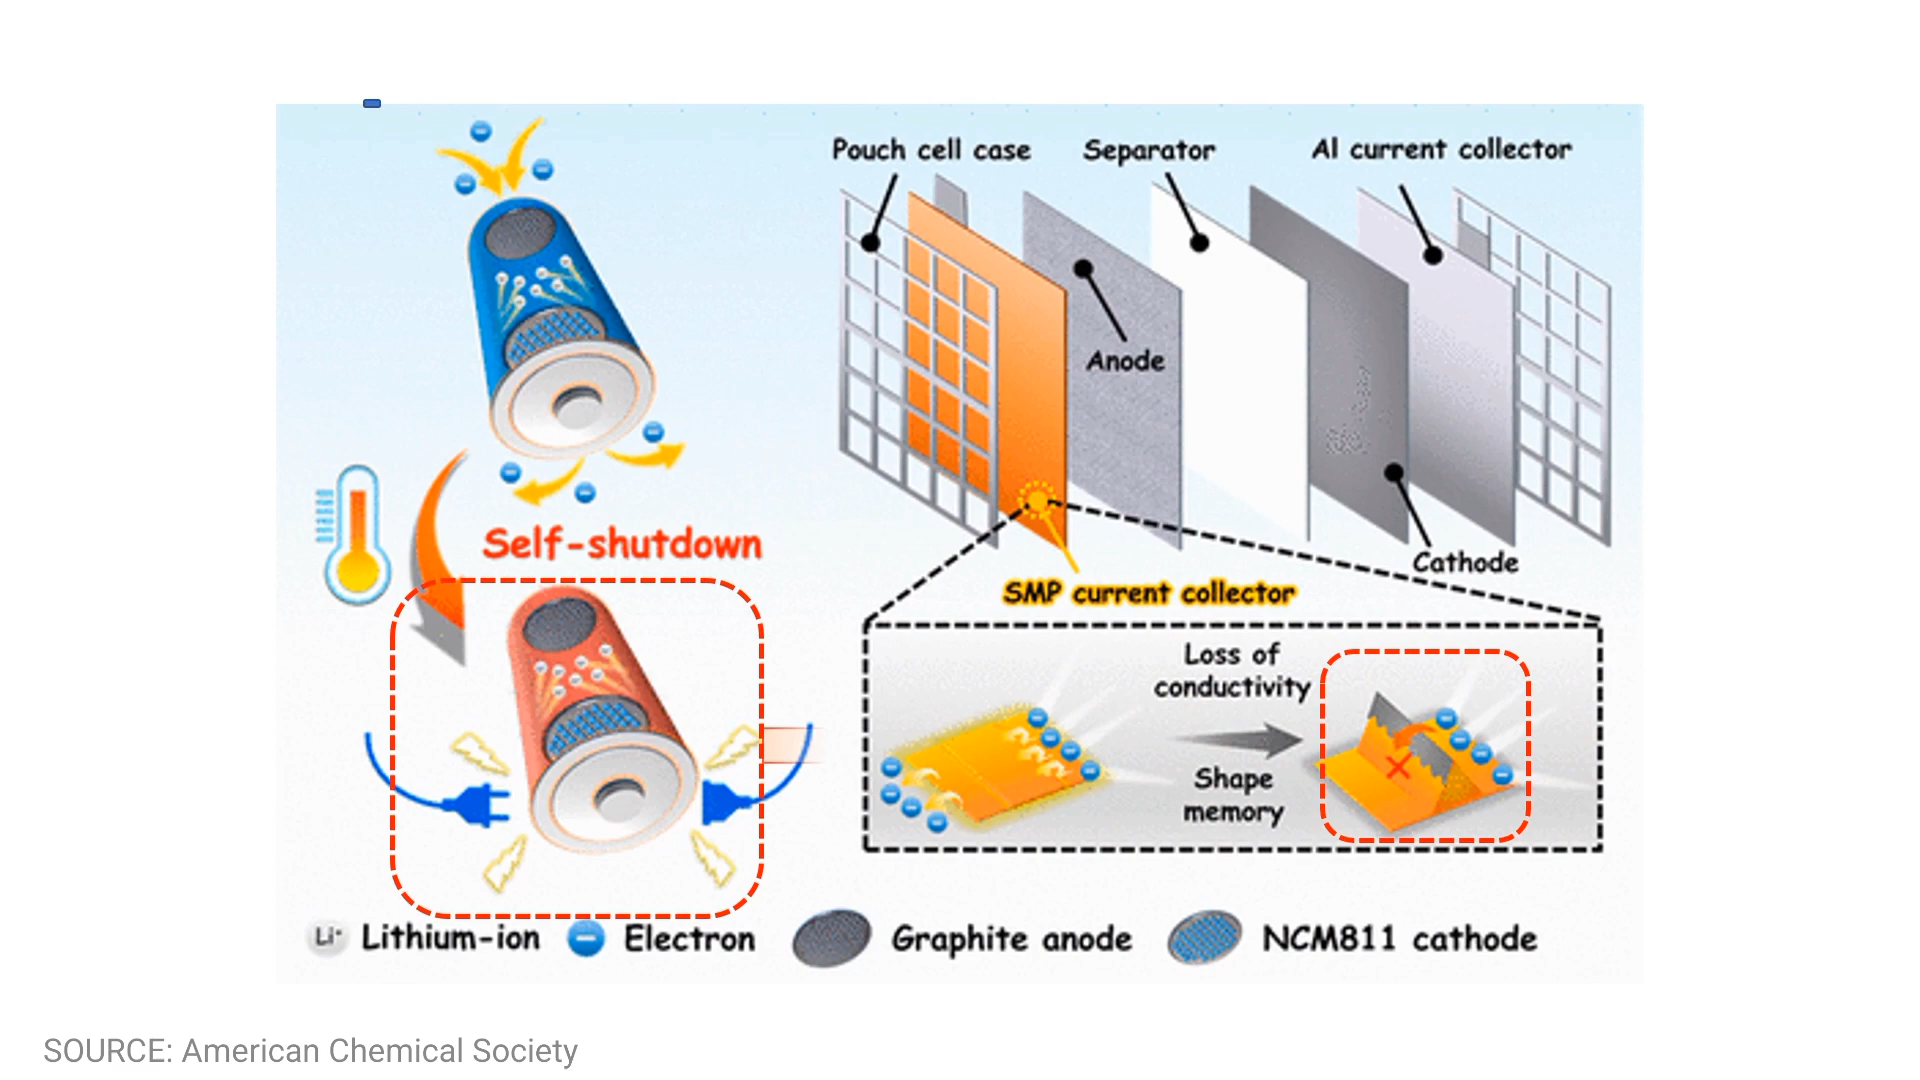 Pouch cell case
Separator
Al current collector
Anode
Self-shutdown
Cathode
SMP current collector
Loss of
conductivity
Shape
memory
Li+ Lithium-ion
Electron
Graphite anode
NCM811 cathode
SOURCE: American Chemical Society